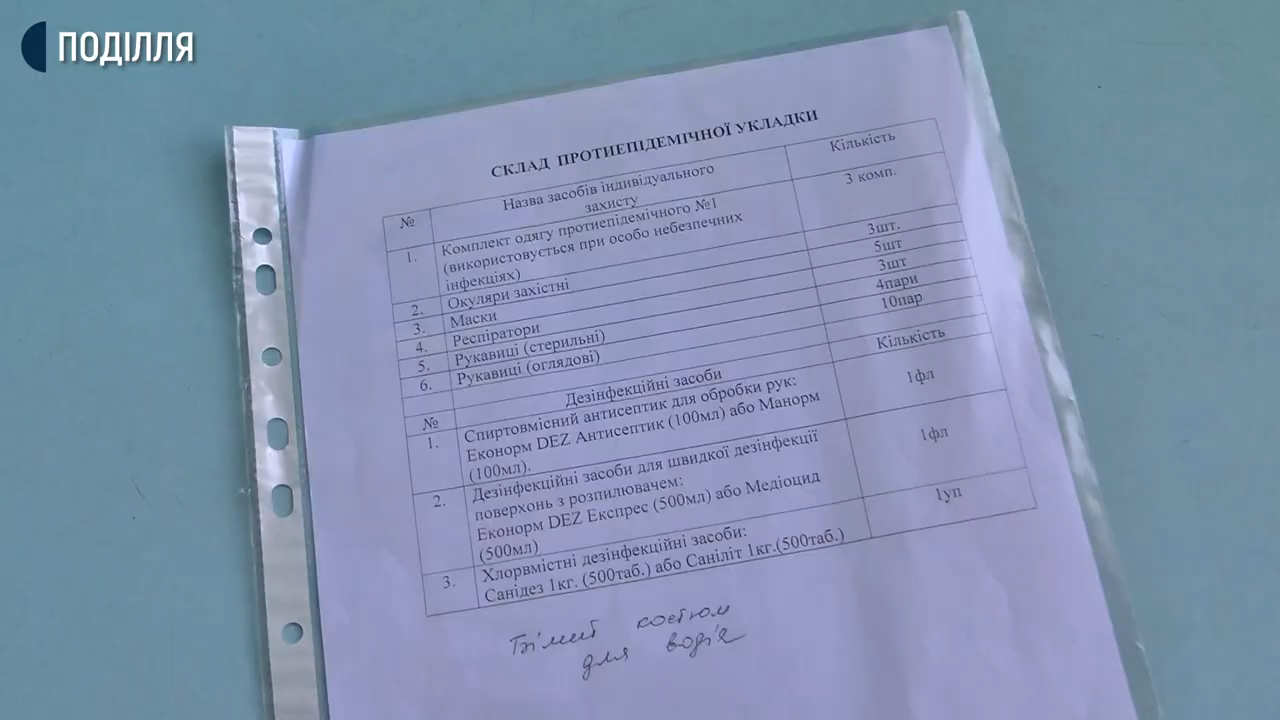 ПОДІЛЛЯ
СКЛАД ПРОТИЕПІДЕМІЧНОЇ УКЛАДКИ
№ Назва засобів індивідуального Кількість
захисту
1. Комплект одягу протиепідемічного №1 3 комп.
(використовується при особо небезпечних
інфекціях)
2. Окуляри захістні 3шт.
3. Маски 5шт
4. Респіратори 3шт
5. Рукавиці (стерильні) 4пари
6. Рукавиці (оглядові) 10пар
№ Дезінфекційні засоби Кількість
1. Спиртовмісний антисептик для обробки рук: 1фл
Еконорм DEZ Антисептик (100мл) або Манорм
(100мл).
2. Дезінфекційні засоби для швидкої дезінфекції 1фл
поверхонь з розпилювачем:
Еконорм DEZ Експрес (500мл) або Медіоцид
(500мл)
3. Хлорвмістні дезінфекційні засоби: 1уп
Санідез 1кг. (500таб.) або Саніліт 1кг.(500таб.)
Білий костюм
для водія